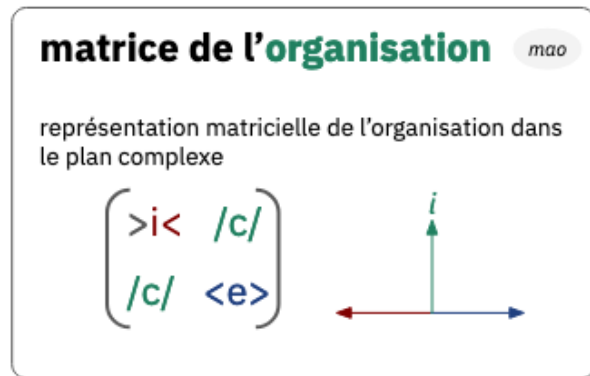 matrice de l’organisation mao
représentation matricielle de l’organisation dans
le plan complexe
i
>i< /c/
/c/ <e>